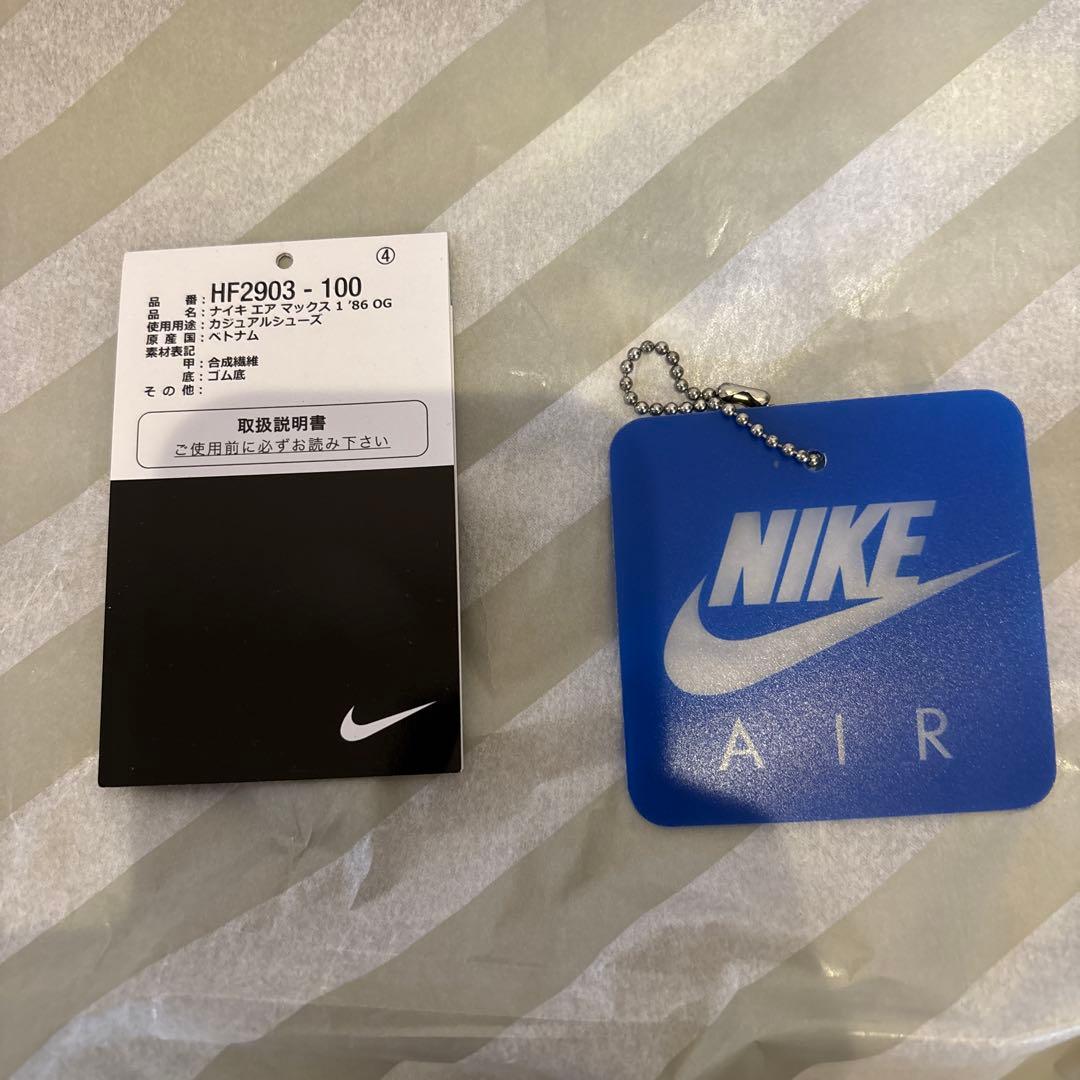 ④
品番：HF2903 - 100
品名：ナイキ エア マックス 1 '86 OG
使用用途：カジュアルシューズ
原産国：ベトナム
素材表記
甲：合成繊維
底：ゴム底
その他：
取扱説明書
ご使用前に必ずお読み下さい
NIKE
AIR